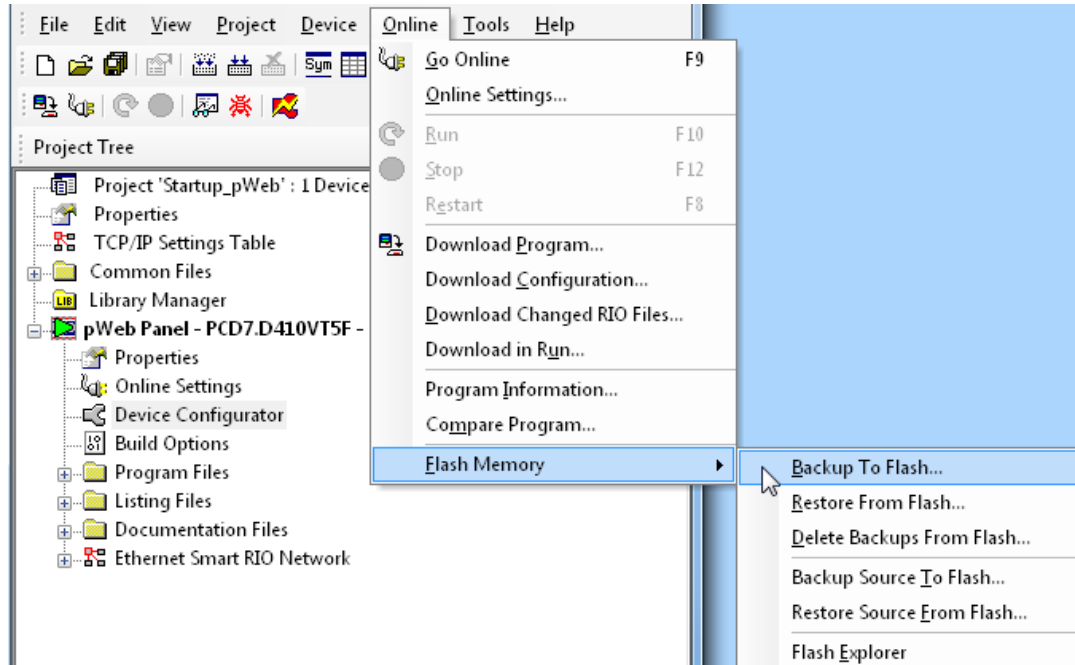 File Edit View Project Device Online Tools Help
Sym
Project Tree
Project 'Startup_pWeb' : 1 Device
Properties
TCP/IP Settings Table
Common Files
LIB Library Manager
pWeb Panel - PCD7.D410VT5F -
Properties
Online Settings
Device Configurator
Build Options
Program Files
Listing Files
Documentation Files
Ethernet Smart RIO Network
Go Online F9
Online Settings...
Run F10
Stop F12
Restart F8
Download Program...
Download Configuration...
Download Changed RIO Files...
Download in Run...
Program Information...
Compare Program...
Flash Memory
Backup To Flash...
Restore From Flash...
Delete Backups From Flash...
Backup Source To Flash...
Restore Source From Flash...
Flash Explorer